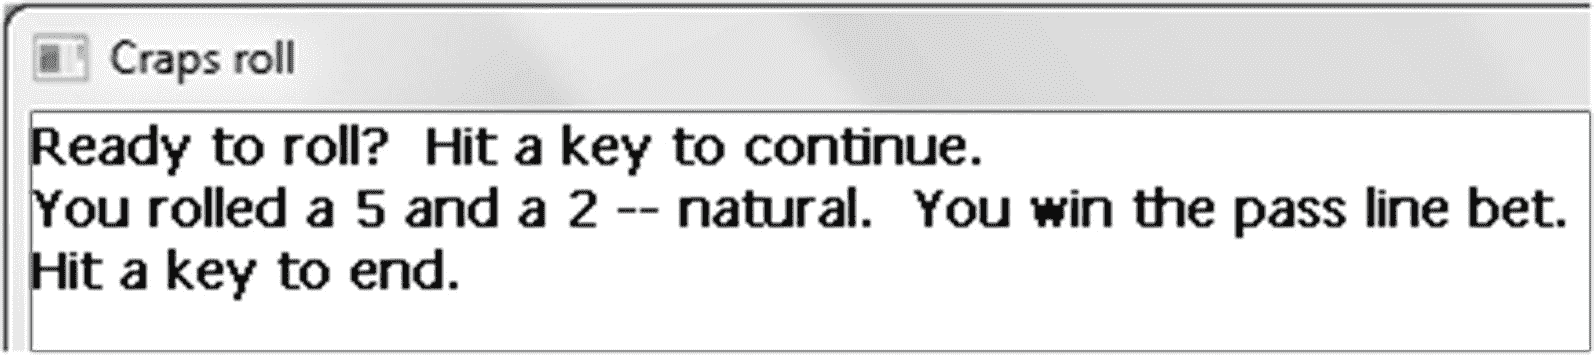 Craps roll
Ready to roll?  Hit a key to continue.
You rolled a 5 and a 2 -- natural.  You win the pass line bet.
Hit a key to end.